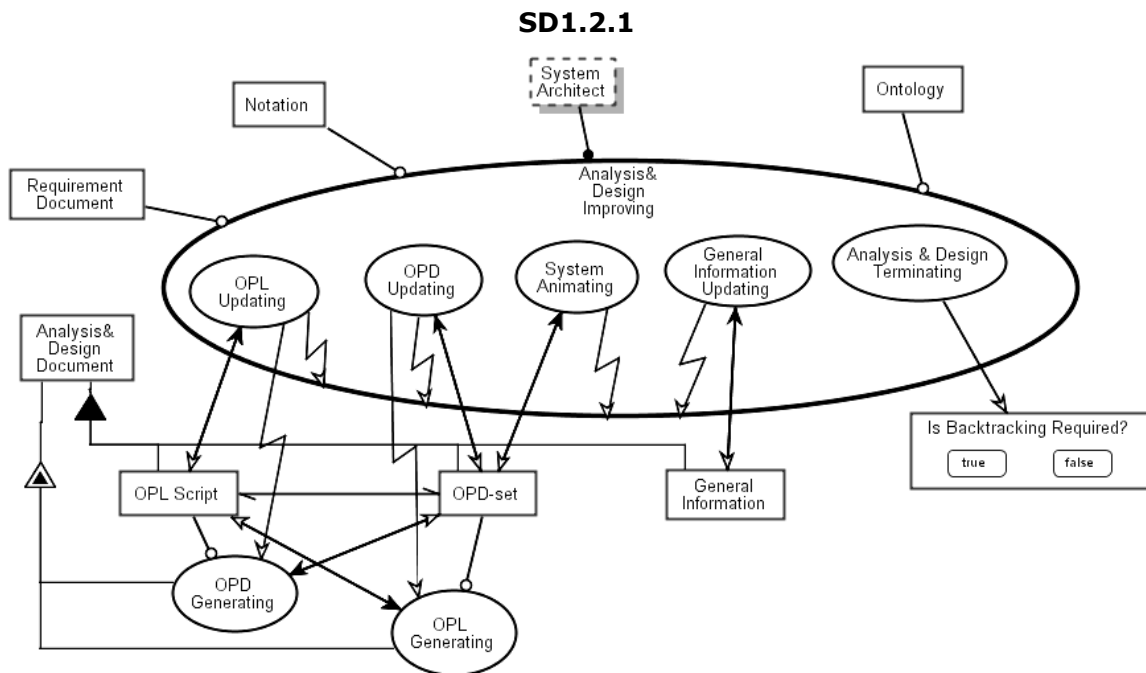 SD1.2.1
System
Architect
Notation
Ontology
Requirement
Document
Analysis&
Design
Improving
OPL
Updating
OPD
Updating
System
Animating
General
Information
Updating
Analysis & Design
Terminating
Analysis&
Design
Document
Is Backtracking Required?
true
false
OPL Script
OPD-set
General
Information
OPD
Generating
OPL
Generating